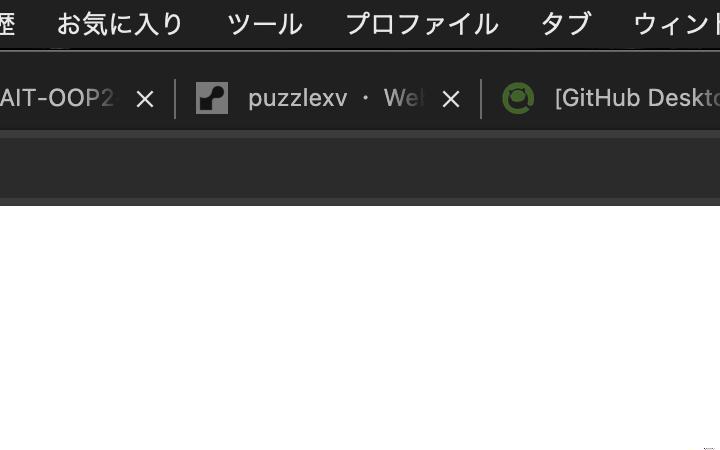 歴 お気に入り ツール プロファイル タブ ウィンド
AIT-OOP2 puzzlexv · Web [GitHub Deskto